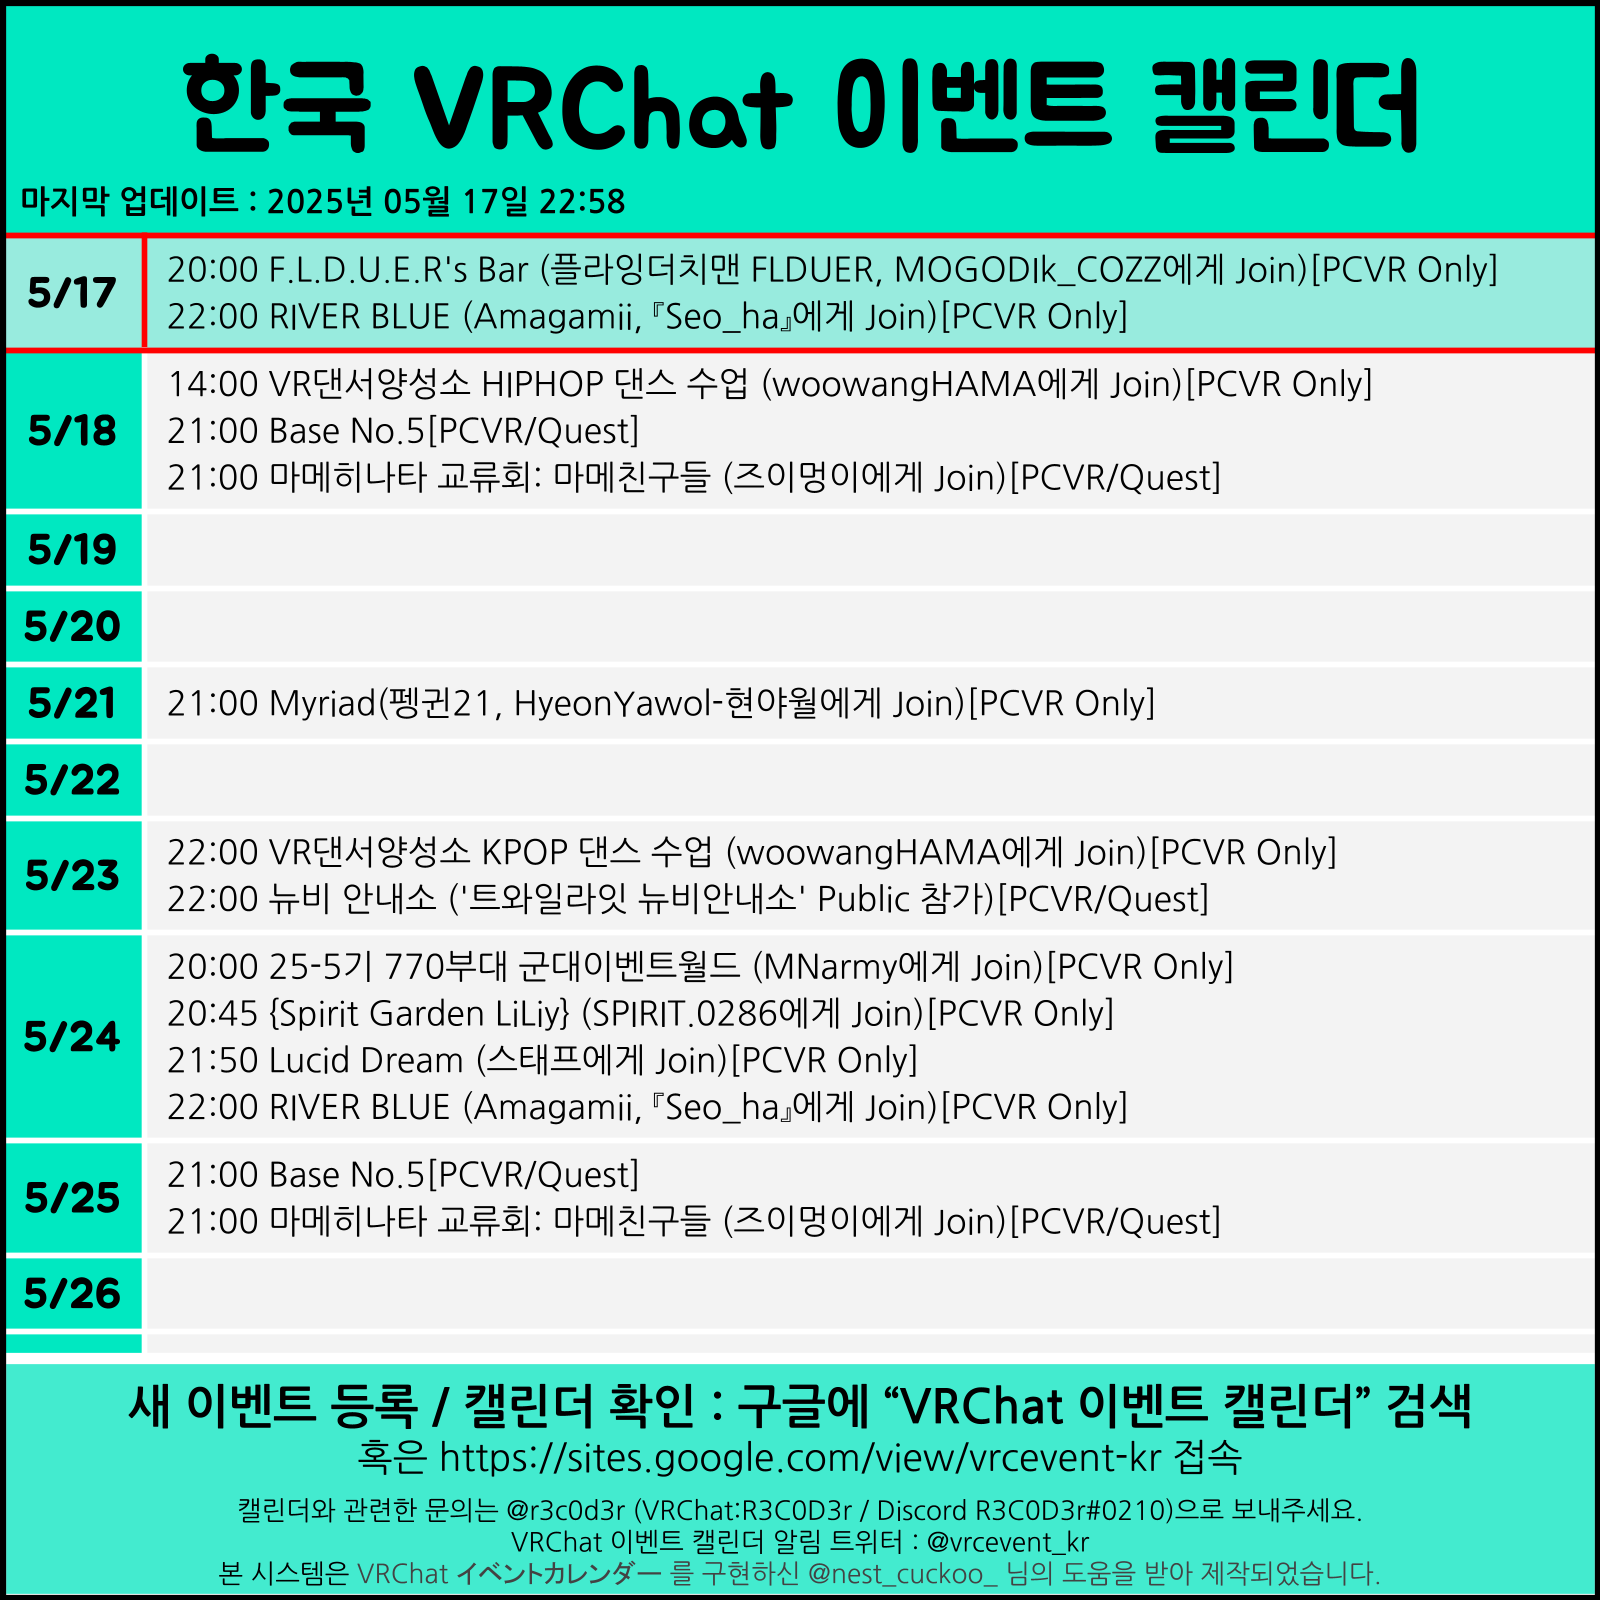 한국 VRChat 이벤트 캘린더
마지막 업데이트 : 2025년 05월 17일 22:58
5/17
20:00 F.L.D.U.E.R's Bar (플라잉더치맨 FLDUER, MOGODIk_COZZ에게 Join)[PCVR Only]
22:00 RIVER BLUE (Amagamii, 『Seo_ha』에게 Join)[PCVR Only]
5/18
14:00 VR댄서양성소 HIPHOP 댄스 수업 (woowangHAMA에게 Join)[PCVR Only]
21:00 Base No.5[PCVR/Quest]
21:00 마메히나타 교류회: 마메친구들 (즈이멍이에게 Join)[PCVR/Quest]
5/19
5/20
5/21
21:00 Myriad(펭귄21, HyeonYawol-현야월에게 Join)[PCVR Only]
5/22
5/23
22:00 VR댄서양성소 KPOP 댄스 수업 (woowangHAMA에게 Join)[PCVR Only]
22:00 뉴비 안내소 ('트와일라잇 뉴비안내소' Public 참가)[PCVR/Quest]
5/24
20:00 25-5기 770부대 군대이벤트월드 (MNarmy에게 Join)[PCVR Only]
20:45 {Spirit Garden LiLiy} (SPIRIT.0286에게 Join)[PCVR Only]
21:50 Lucid Dream (스태프에게 Join)[PCVR Only]
22:00 RIVER BLUE (Amagamii, 『Seo_ha』에게 Join)[PCVR Only]
5/25
21:00 Base No.5[PCVR/Quest]
21:00 마메히나타 교류회: 마메친구들 (즈이멍이에게 Join)[PCVR/Quest]
5/26
새 이벤트 등록 / 캘린더 확인 : 구글에 “VRChat 이벤트 캘린더” 검색
혹은 https://sites.google.com/view/vrcevent-kr 접속
캘린더와 관련한 문의는 @r3c0d3r (VRChat:R3C0D3r / Discord R3C0D3r#0210)으로 보내주세요.
VRChat 이벤트 캘린더 알림 트위터 : @vrcevent_kr
본 시스템은 VRChat イベントカレンダー 를 구현하신 @nest_cuckoo_ 님의 도움을 받아 제작되었습니다.